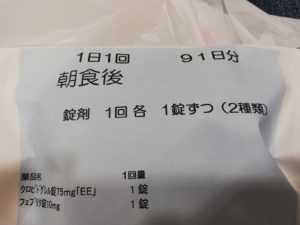 1日1回　91日分
朝食後
錠剤　1回各　1錠ずつ（2種類）
薬品名　1回量
クロピドグレル錠75mg「EE」　1 錠
フェブリク錠10mg　1 錠